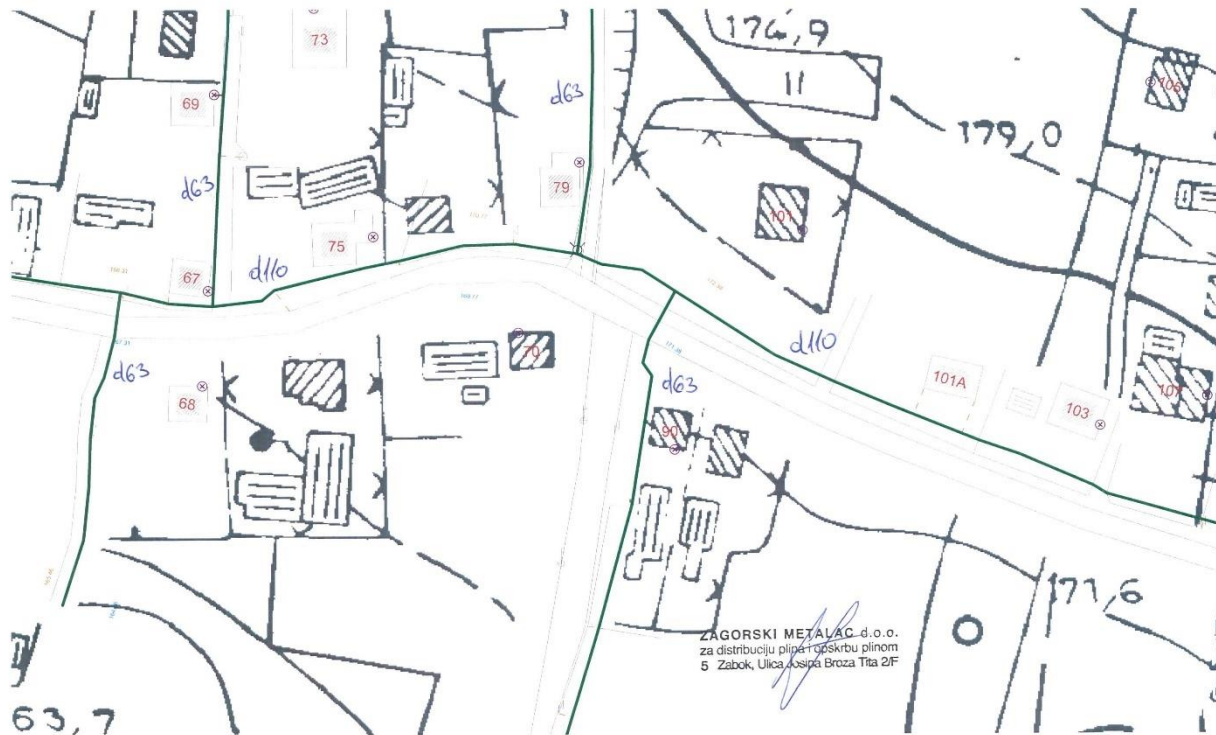 174,9
73
105
69
d63
11
179,0
d63
79
101
75
67
d110
d110
70
d63
68
d63
101A
103
107
90
171,6
ZAGORSKI METALAC d.o.o.
za distribuciju plina i opskrbu plinom
5 Zabok, Ulica Josipa Broza Tita 2/F
63,7